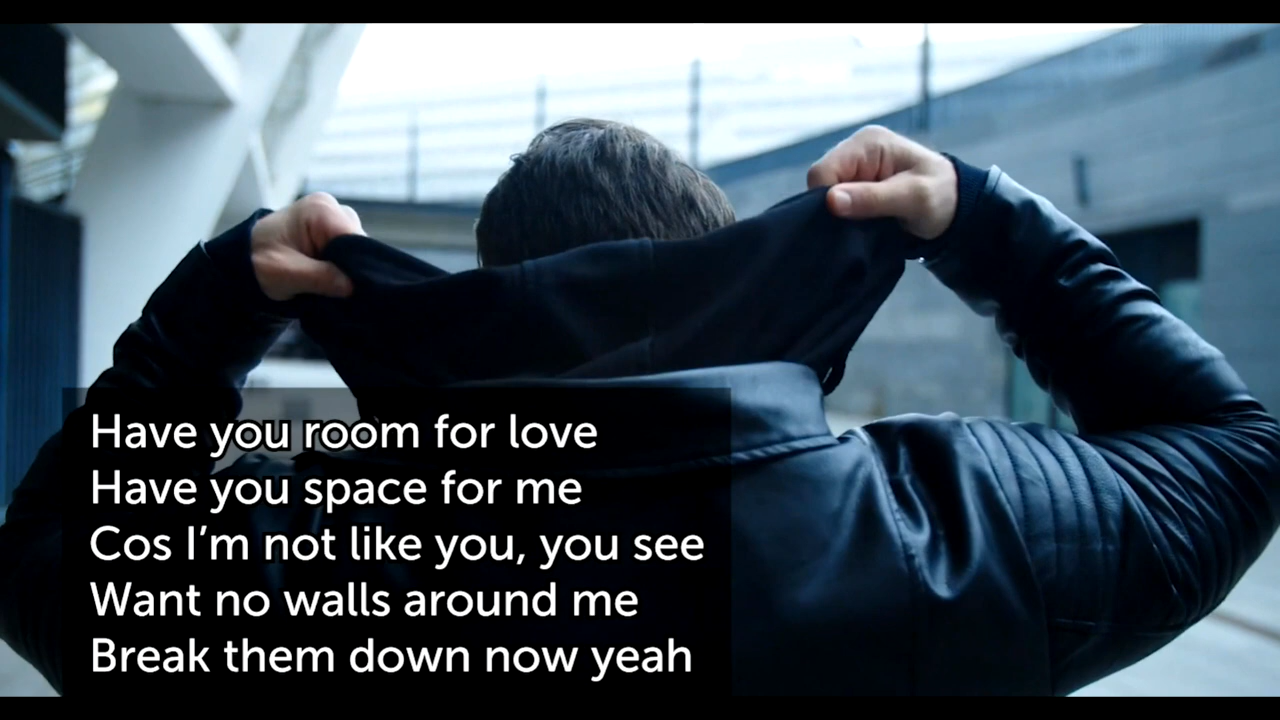 Have you room for love
Have you space for me
Cos I’m not like you, you see
Want no walls around me
Break them down now yeah